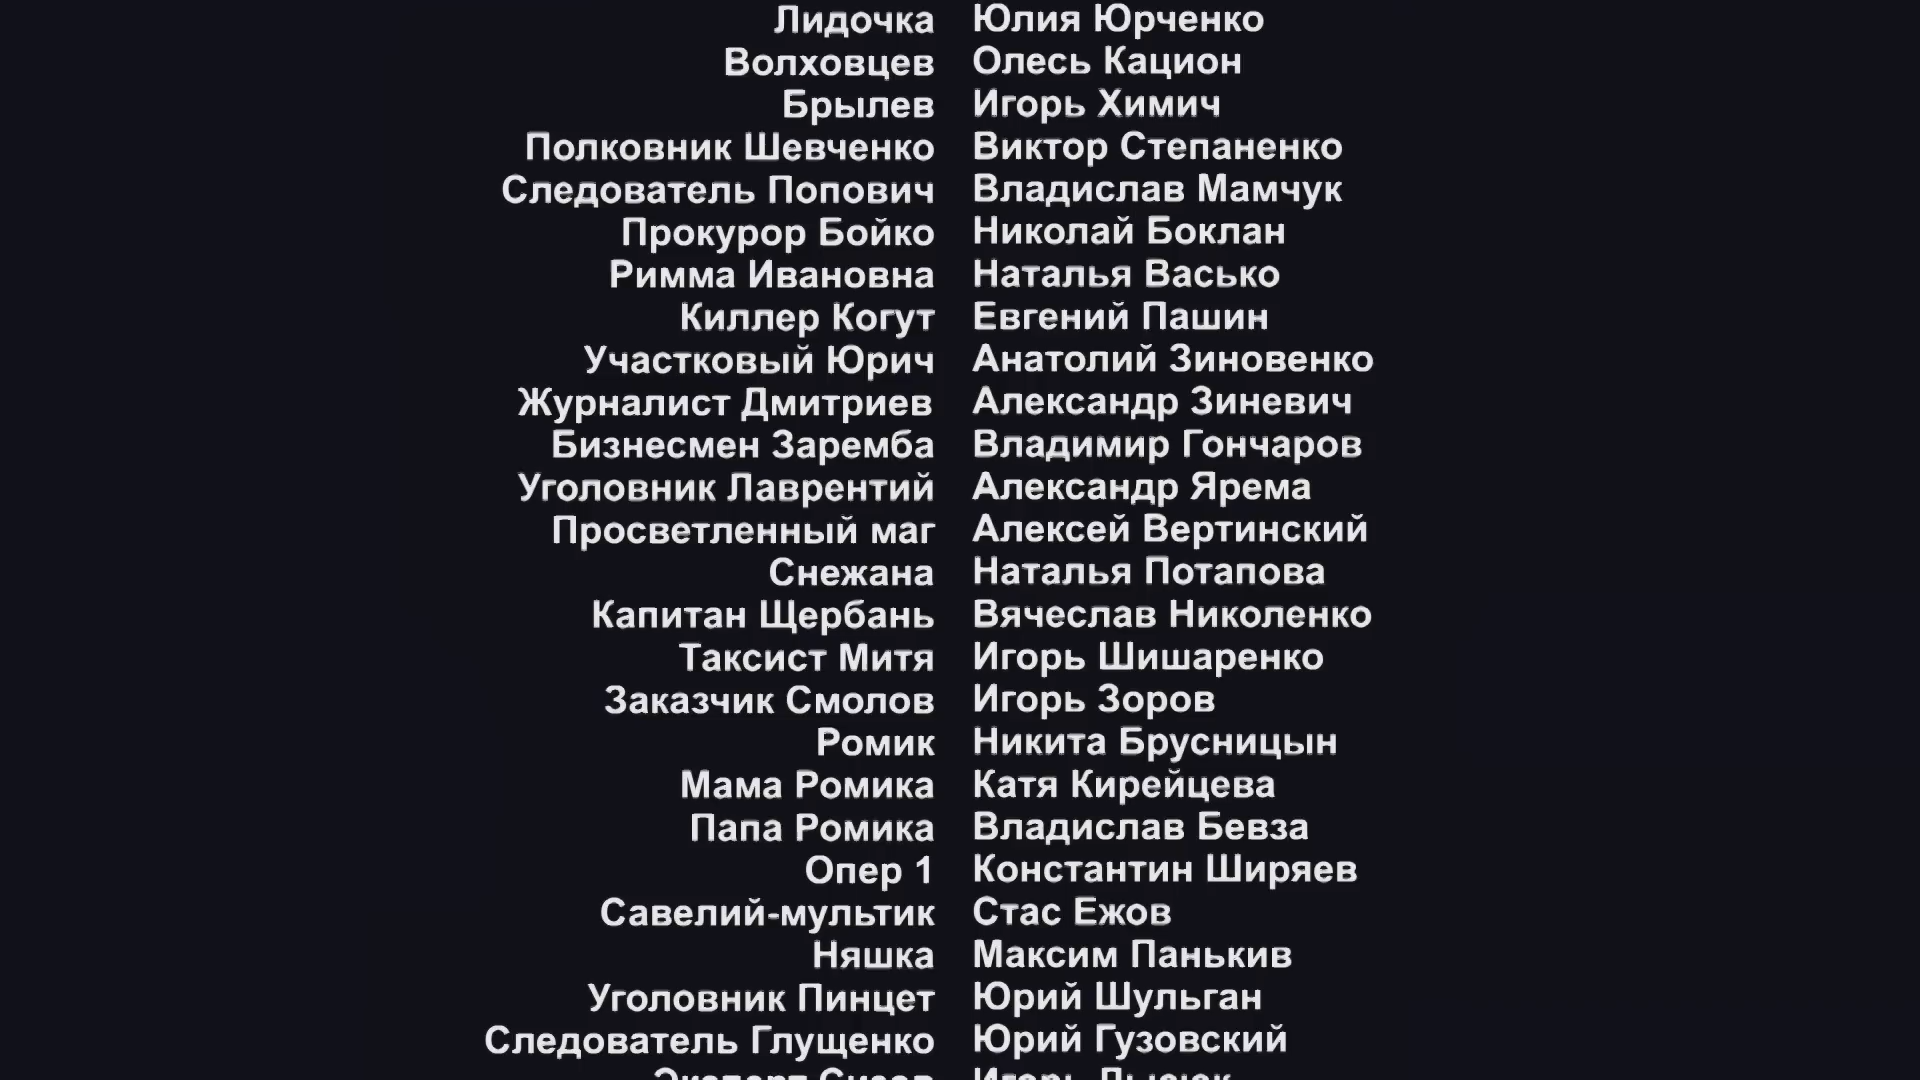 Лидочка Юлия Юрченко
Волховцев Олесь Кацион
Брылев Игорь Химич
Полковник Шевченко Виктор Степаненко
Следователь Попович Владислав Мамчук
Прокурор Бойко Николай Боклан
Римма Ивановна Наталья Васько
Киллер Когут Евгений Пашин
Участковый Юрич Анатолий Зиновенко
Журналист Дмитриев Александр Зиневич
Бизнесмен Заремба Владимир Гончаров
Уголовник Лаврентий Александр Ярема
Просветленный маг Алексей Вертинский
Снежана Наталья Потапова
Капитан Щербань Вячеслав Николенко
Таксист Митя Игорь Шишаренко
Заказчик Смолов Игорь Зоров
Ромик Никита Брусницын
Мама Ромика Катя Кирейцева
Папа Ромика Владислав Бевза
Опер 1 Константин Ширяев
Савелий-мультик Стас Ежов
Няшка Максим Панькив
Уголовник Пинцет Юрий Шульган
Следователь Глущенко Юрий Гузовский
Эксперт Игорь